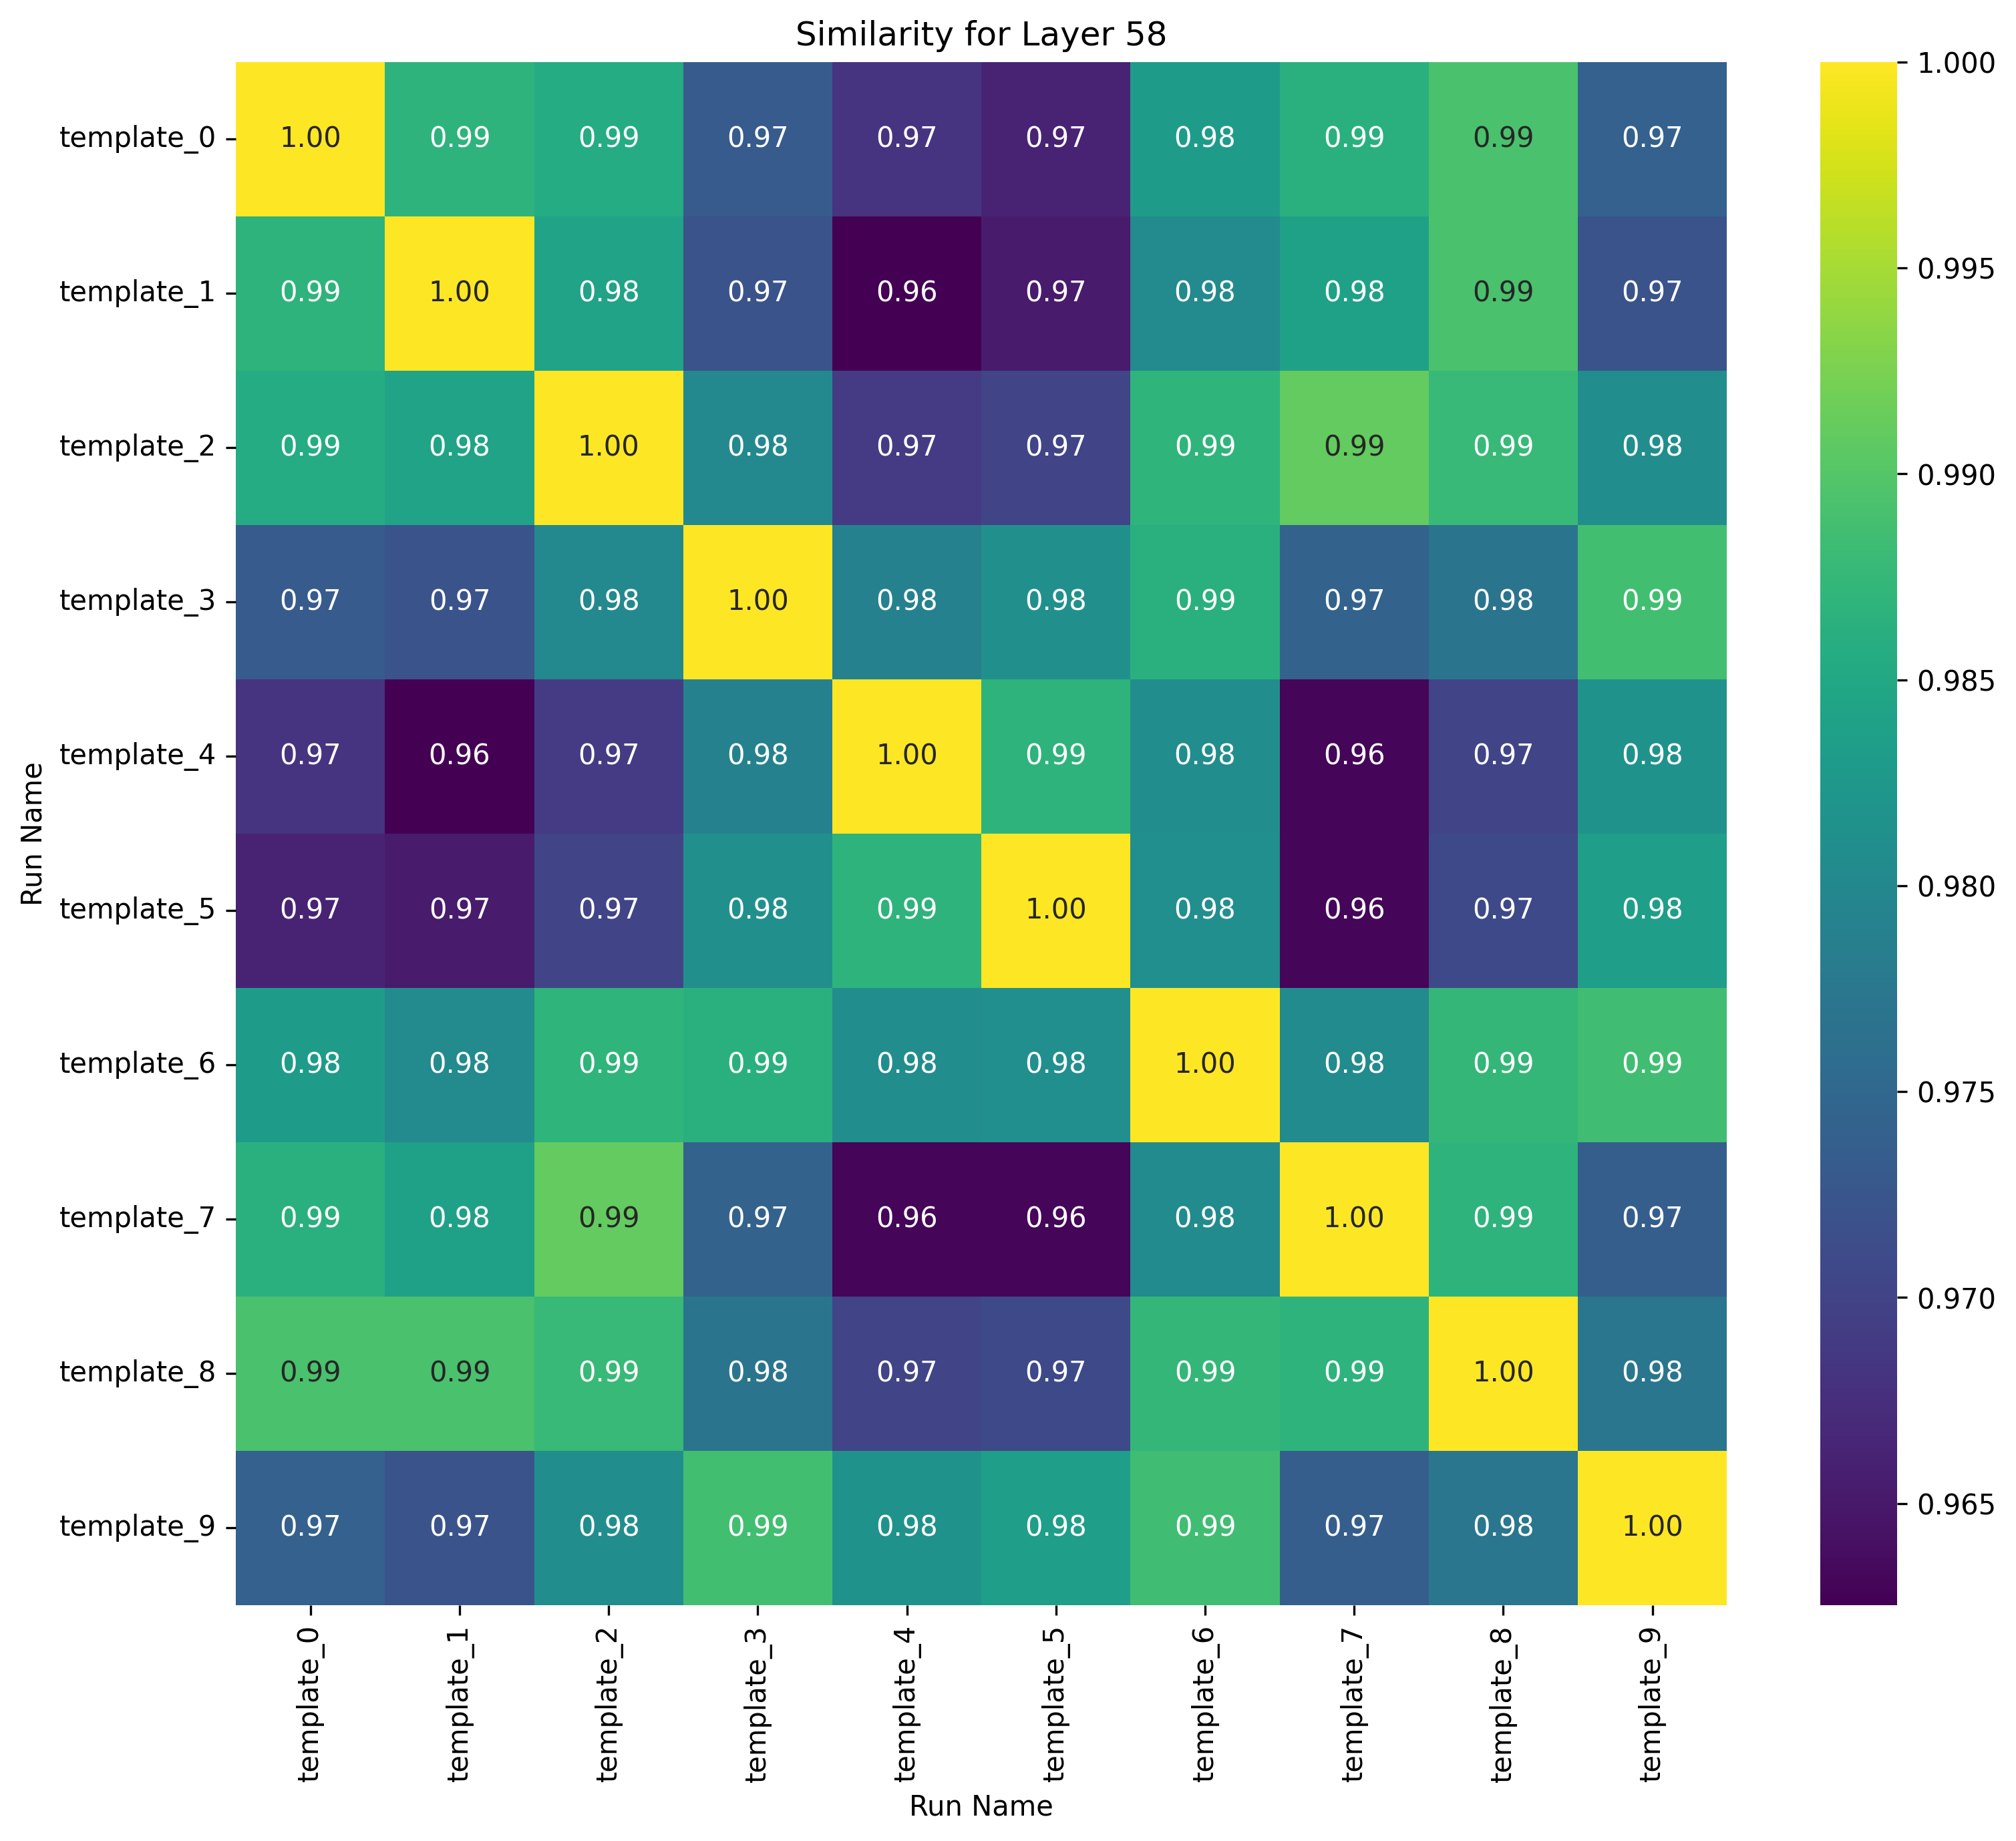 Similarity for Layer 58
template_0 1.00 0.99 0.99 0.97 0.97 0.97 0.98 0.99 0.99 0.97
template_1 0.99 1.00 0.98 0.97 0.96 0.97 0.98 0.98 0.99 0.97
template_2 0.99 0.98 1.00 0.98 0.97 0.97 0.99 0.99 0.99 0.98
template_3 0.97 0.97 0.98 1.00 0.98 0.98 0.99 0.97 0.98 0.99
template_4 0.97 0.96 0.97 0.98 1.00 0.99 0.98 0.96 0.97 0.98
template_5 0.97 0.97 0.97 0.98 0.99 1.00 0.98 0.96 0.97 0.98
template_6 0.98 0.98 0.99 0.99 0.98 0.98 1.00 0.98 0.99 0.99
template_7 0.99 0.98 0.99 0.97 0.96 0.96 0.98 1.00 0.99 0.97
template_8 0.99 0.99 0.99 0.98 0.97 0.97 0.99 0.99 1.00 0.98
template_9 0.97 0.97 0.98 0.99 0.98 0.98 0.99 0.97 0.98 1.00
template_0 template_1 template_2 template_3 template_4 template_5 template_6 template_7 template_8 template_9
Run Name
Run Name
1.000
0.995
0.990
0.985
0.980
0.975
0.970
0.965